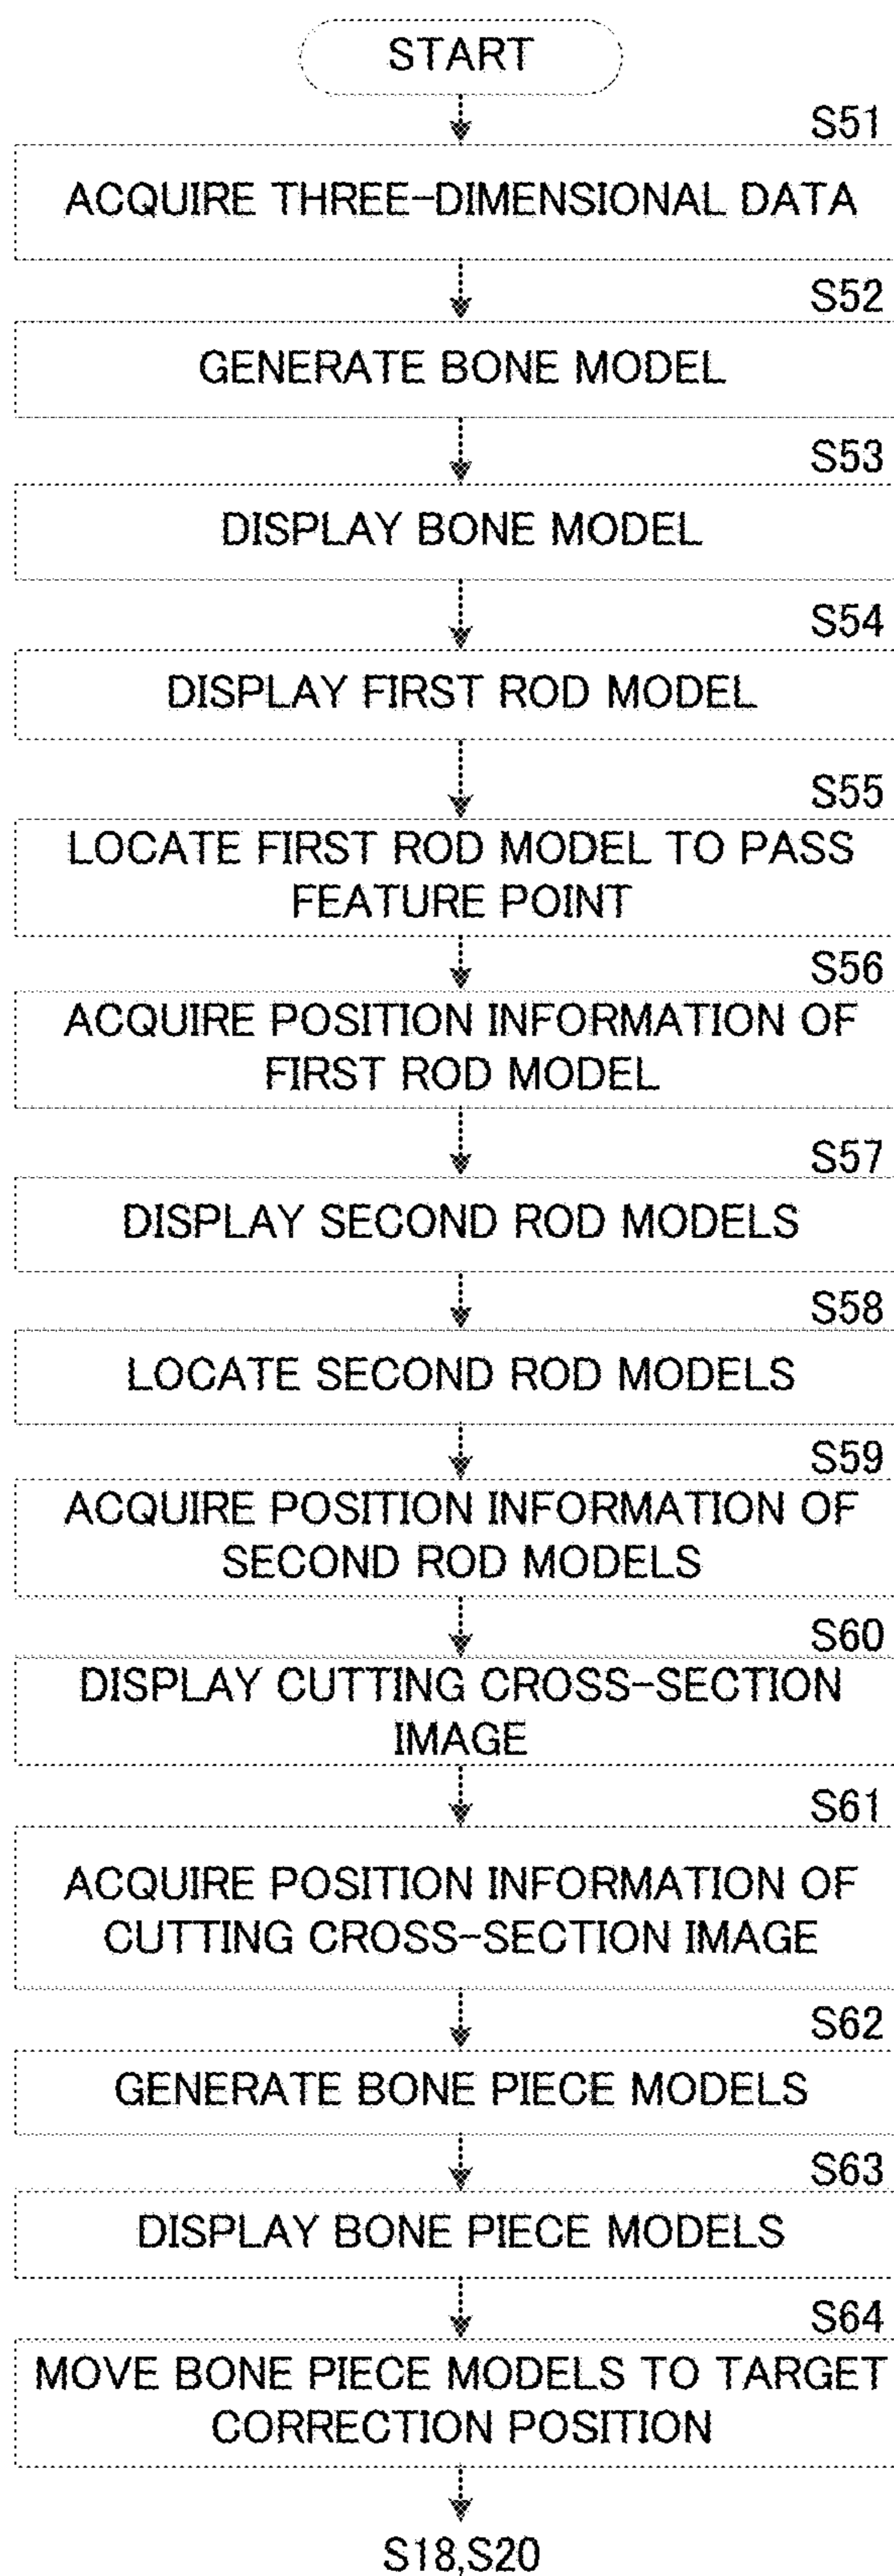 START
S51
ACQUIRE THREE-DIMENSIONAL DATA
S52
GENERATE BONE MODEL
S53
DISPLAY BONE MODEL
S54
DISPLAY FIRST ROD MODEL
S55
LOCATE FIRST ROD MODEL TO PASS
FEATURE POINT
S56
ACQUIRE POSITION INFORMATION OF
FIRST ROD MODEL
S57
DISPLAY SECOND ROD MODELS
S58
LOCATE SECOND ROD MODELS
S59
ACQUIRE POSITION INFORMATION OF
SECOND ROD MODELS
S60
DISPLAY CUTTING CROSS-SECTION
IMAGE
S61
ACQUIRE POSITION INFORMATION OF
CUTTING CROSS-SECTION IMAGE
S62
GENERATE BONE PIECE MODELS
S63
DISPLAY BONE PIECE MODELS
S64
MOVE BONE PIECE MODELS TO TARGET
CORRECTION POSITION
S18,S20